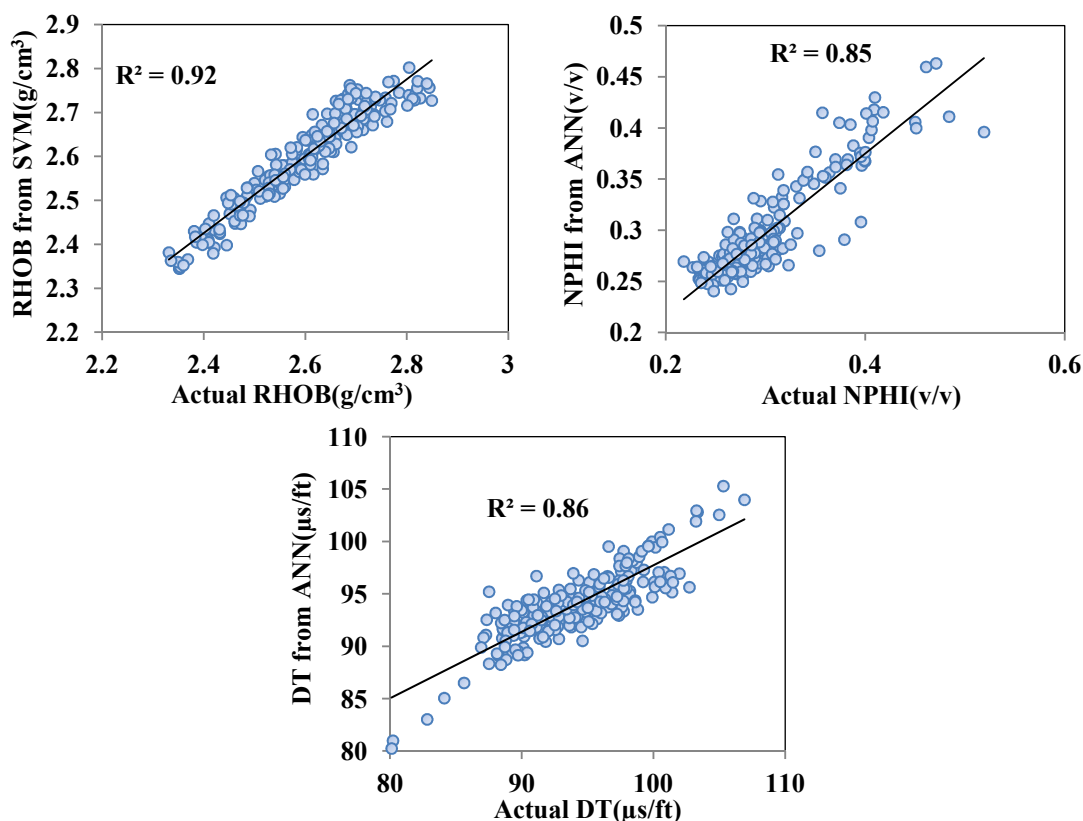 RHOB from SVM(g/cm³)
2.9
2.8
2.7
2.6
2.5
2.4
2.3
2.2
R² = 0.92
2.2 2.4 2.6 2.8 3
Actual RHOB(g/cm³)
NPHI from ANN(v/v)
0.5
0.45
0.4
0.35
0.3
0.25
0.2
R² = 0.85
0.2 0.4 0.6
Actual NPHI(v/v)
DT from ANN(µs/ft)
110
105
100
95
90
85
80
R² = 0.86
80 90 100 110
Actual DT(µs/ft)